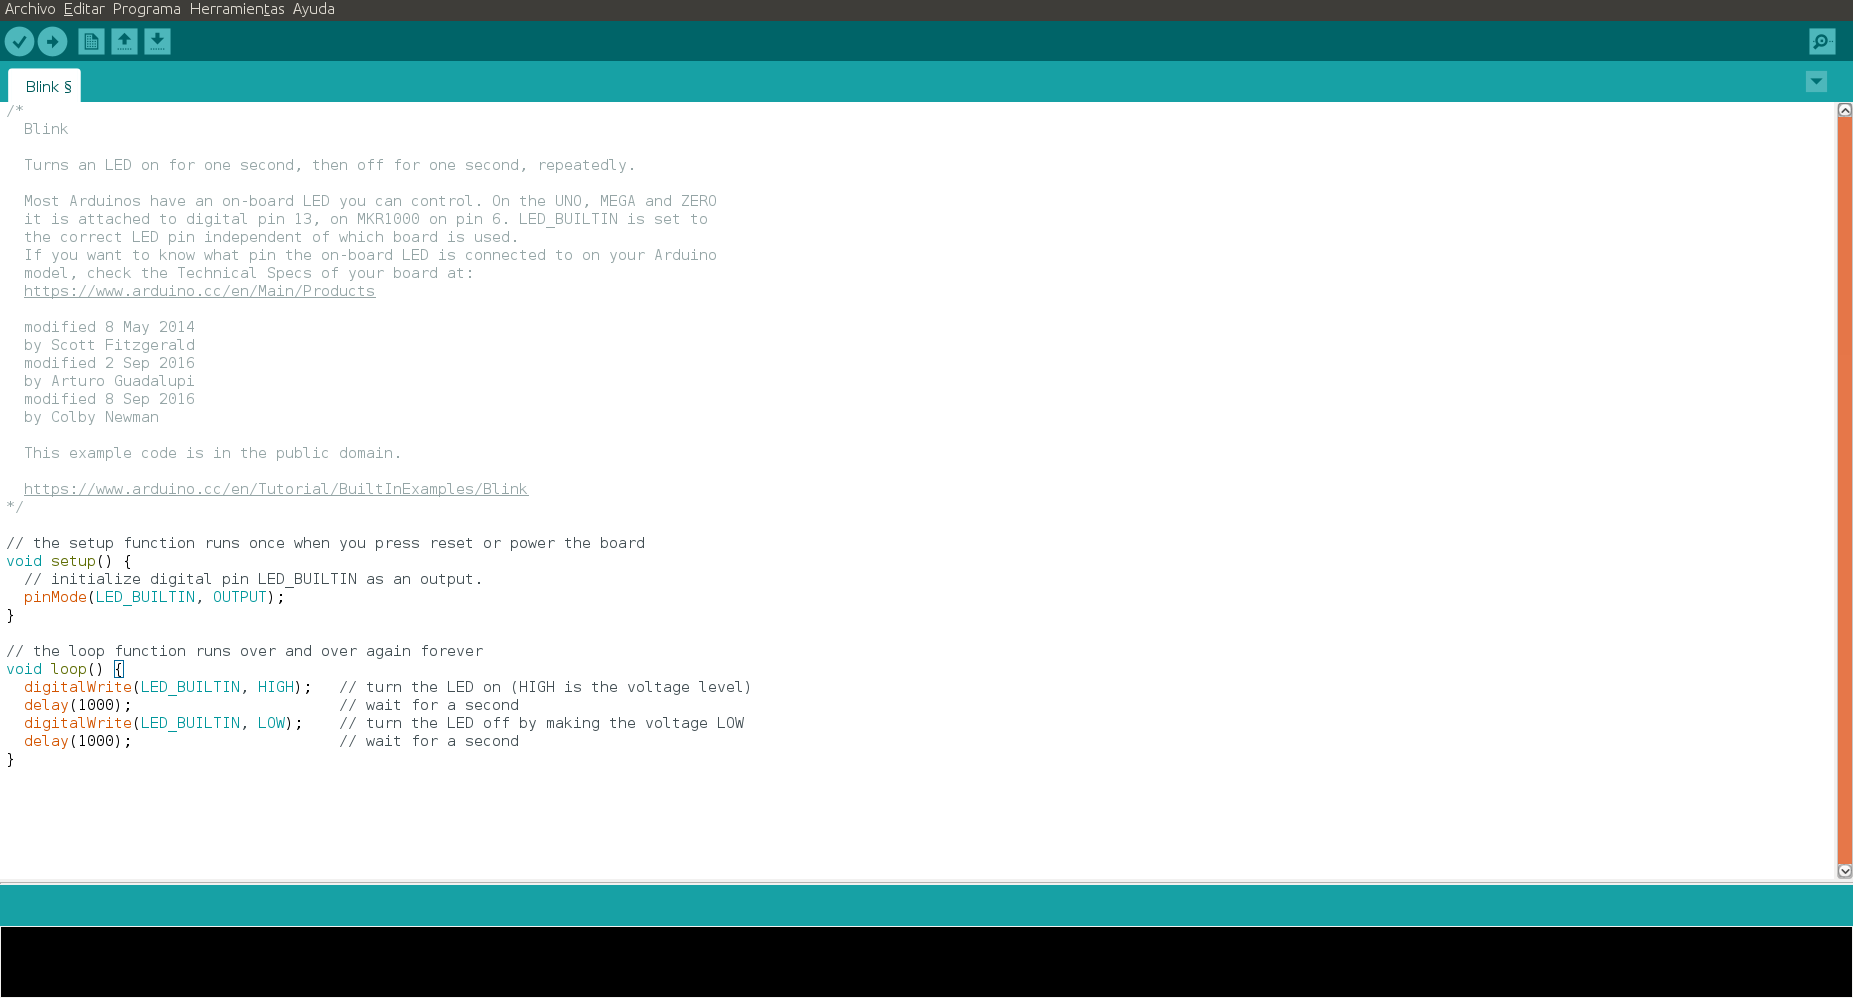 Archivo Editar Programa Herramientas Ayuda
Blink §
/*
  Blink

  Turns an LED on for one second, then off for one second, repeatedly.

  Most Arduinos have an on-board LED you can control. On the UNO, MEGA and ZERO
  it is attached to digital pin 13, on MKR1000 on pin 6. LED_BUILTIN is set to
  the correct LED pin independent of which board is used.
  If you want to know what pin the on-board LED is connected to on your Arduino
  model, check the Technical Specs of your board at:
  https://www.arduino.cc/en/Main/Products

  modified 8 May 2014
  by Scott Fitzgerald
  modified 2 Sep 2016
  by Arturo Guadalupi
  modified 8 Sep 2016
  by Colby Newman

  This example code is in the public domain.

  https://www.arduino.cc/en/Tutorial/BuiltInExamples/Blink
*/

// the setup function runs once when you press reset or power the board
void setup() {
  // initialize digital pin LED_BUILTIN as an output.
  pinMode(LED_BUILTIN, OUTPUT);
}

// the loop function runs over and over again forever
void loop() {
  digitalWrite(LED_BUILTIN, HIGH);   // turn the LED on (HIGH is the voltage level)
  delay(1000);                       // wait for a second
  digitalWrite(LED_BUILTIN, LOW);    // turn the LED off by making the voltage LOW
  delay(1000);                       // wait for a second
}